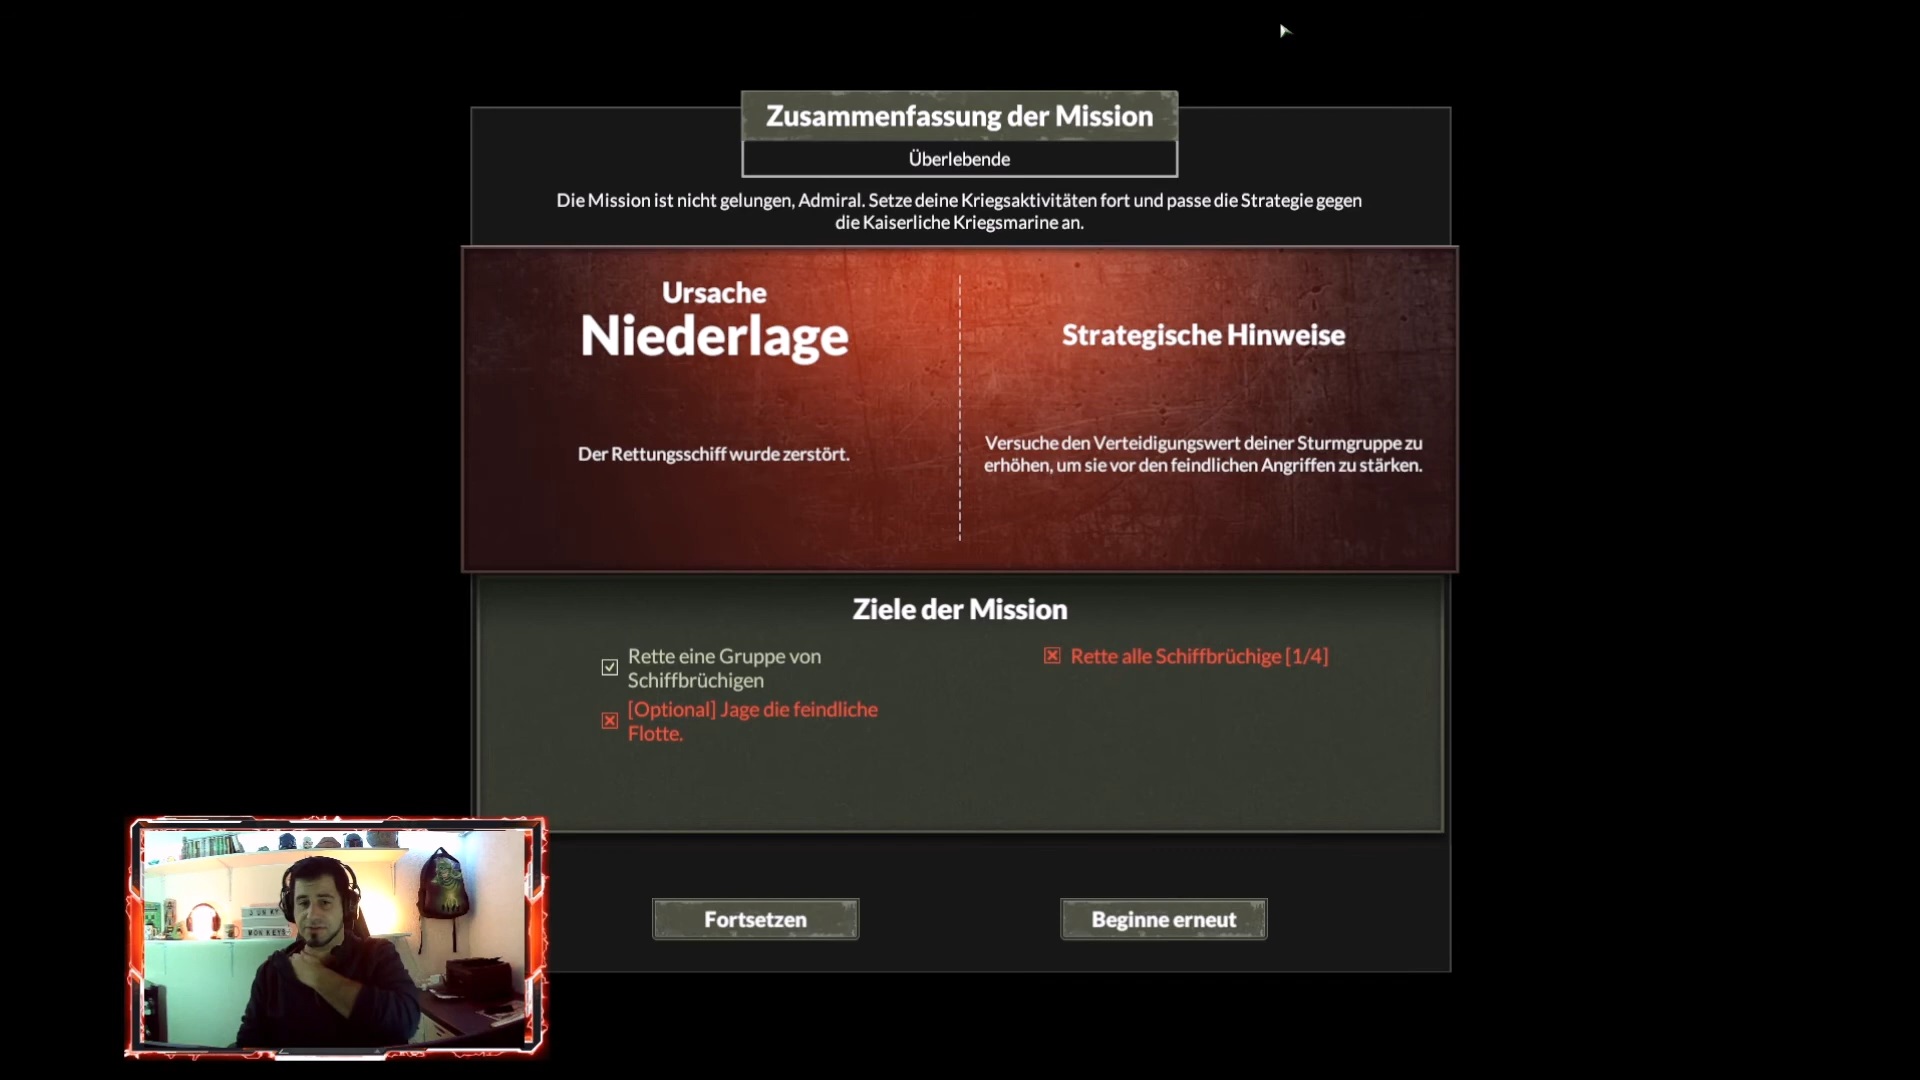 Zusammenfassung der Mission
Überlebende
Die Mission ist nicht gelungen, Admiral. Setze deine Kriegsaktivitäten fort und passe die Strategie gegen
die Kaiserliche Kriegsmarine an.
Ursache
Niederlage
Der Rettungsschiff wurde zerstört.
Strategische Hinweise
Versuche den Verteidigungswert deiner Sturmgruppe zu
erhöhen, um sie vor den feindlichen Angriffen zu stärken.
Ziele der Mission
Rette eine Gruppe von
Schiffbrüchigen
[Optional] Jage die feindliche
Flotte.
Rette alle Schiffbrüchige [1/4]
Fortsetzen
Beginne erneut